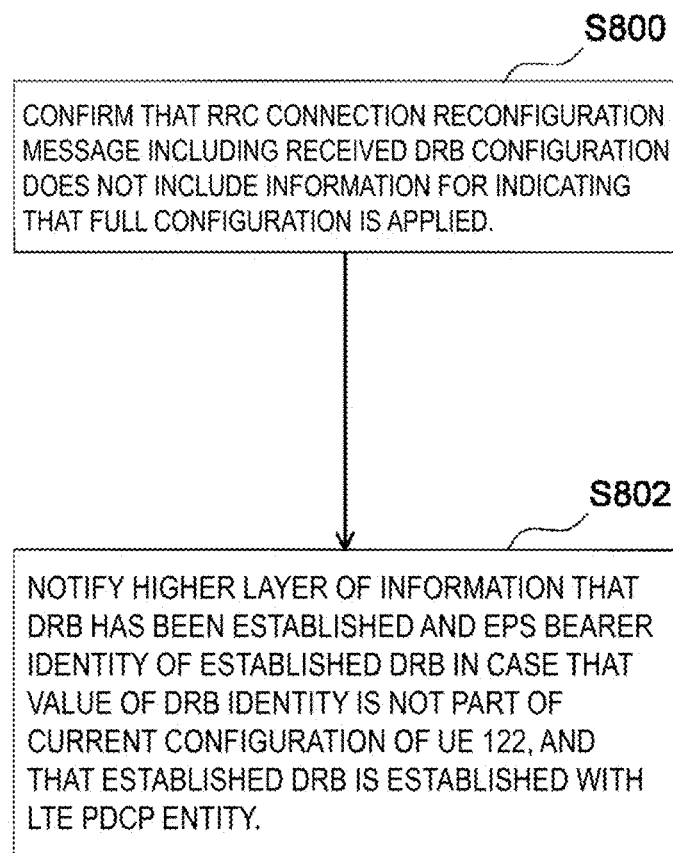 S800
CONFIRM THAT RRC CONNECTION RECONFIGURATION
MESSAGE INCLUDING RECEIVED DRB CONFIGURATION
DOES NOT INCLUDE INFORMATION FOR INDICATING
THAT FULL CONFIGURATION IS APPLIED.
S802
NOTIFY HIGHER LAYER OF INFORMATION THAT
DRB HAS BEEN ESTABLISHED AND EPS BEARER
IDENTITY OF ESTABLISHED DRB IN CASE THAT
VALUE OF DRB IDENTITY IS NOT PART OF
CURRENT CONFIGURATION OF UE 122, AND
THAT ESTABLISHED DRB IS ESTABLISHED WITH
LTE PDCP ENTITY.